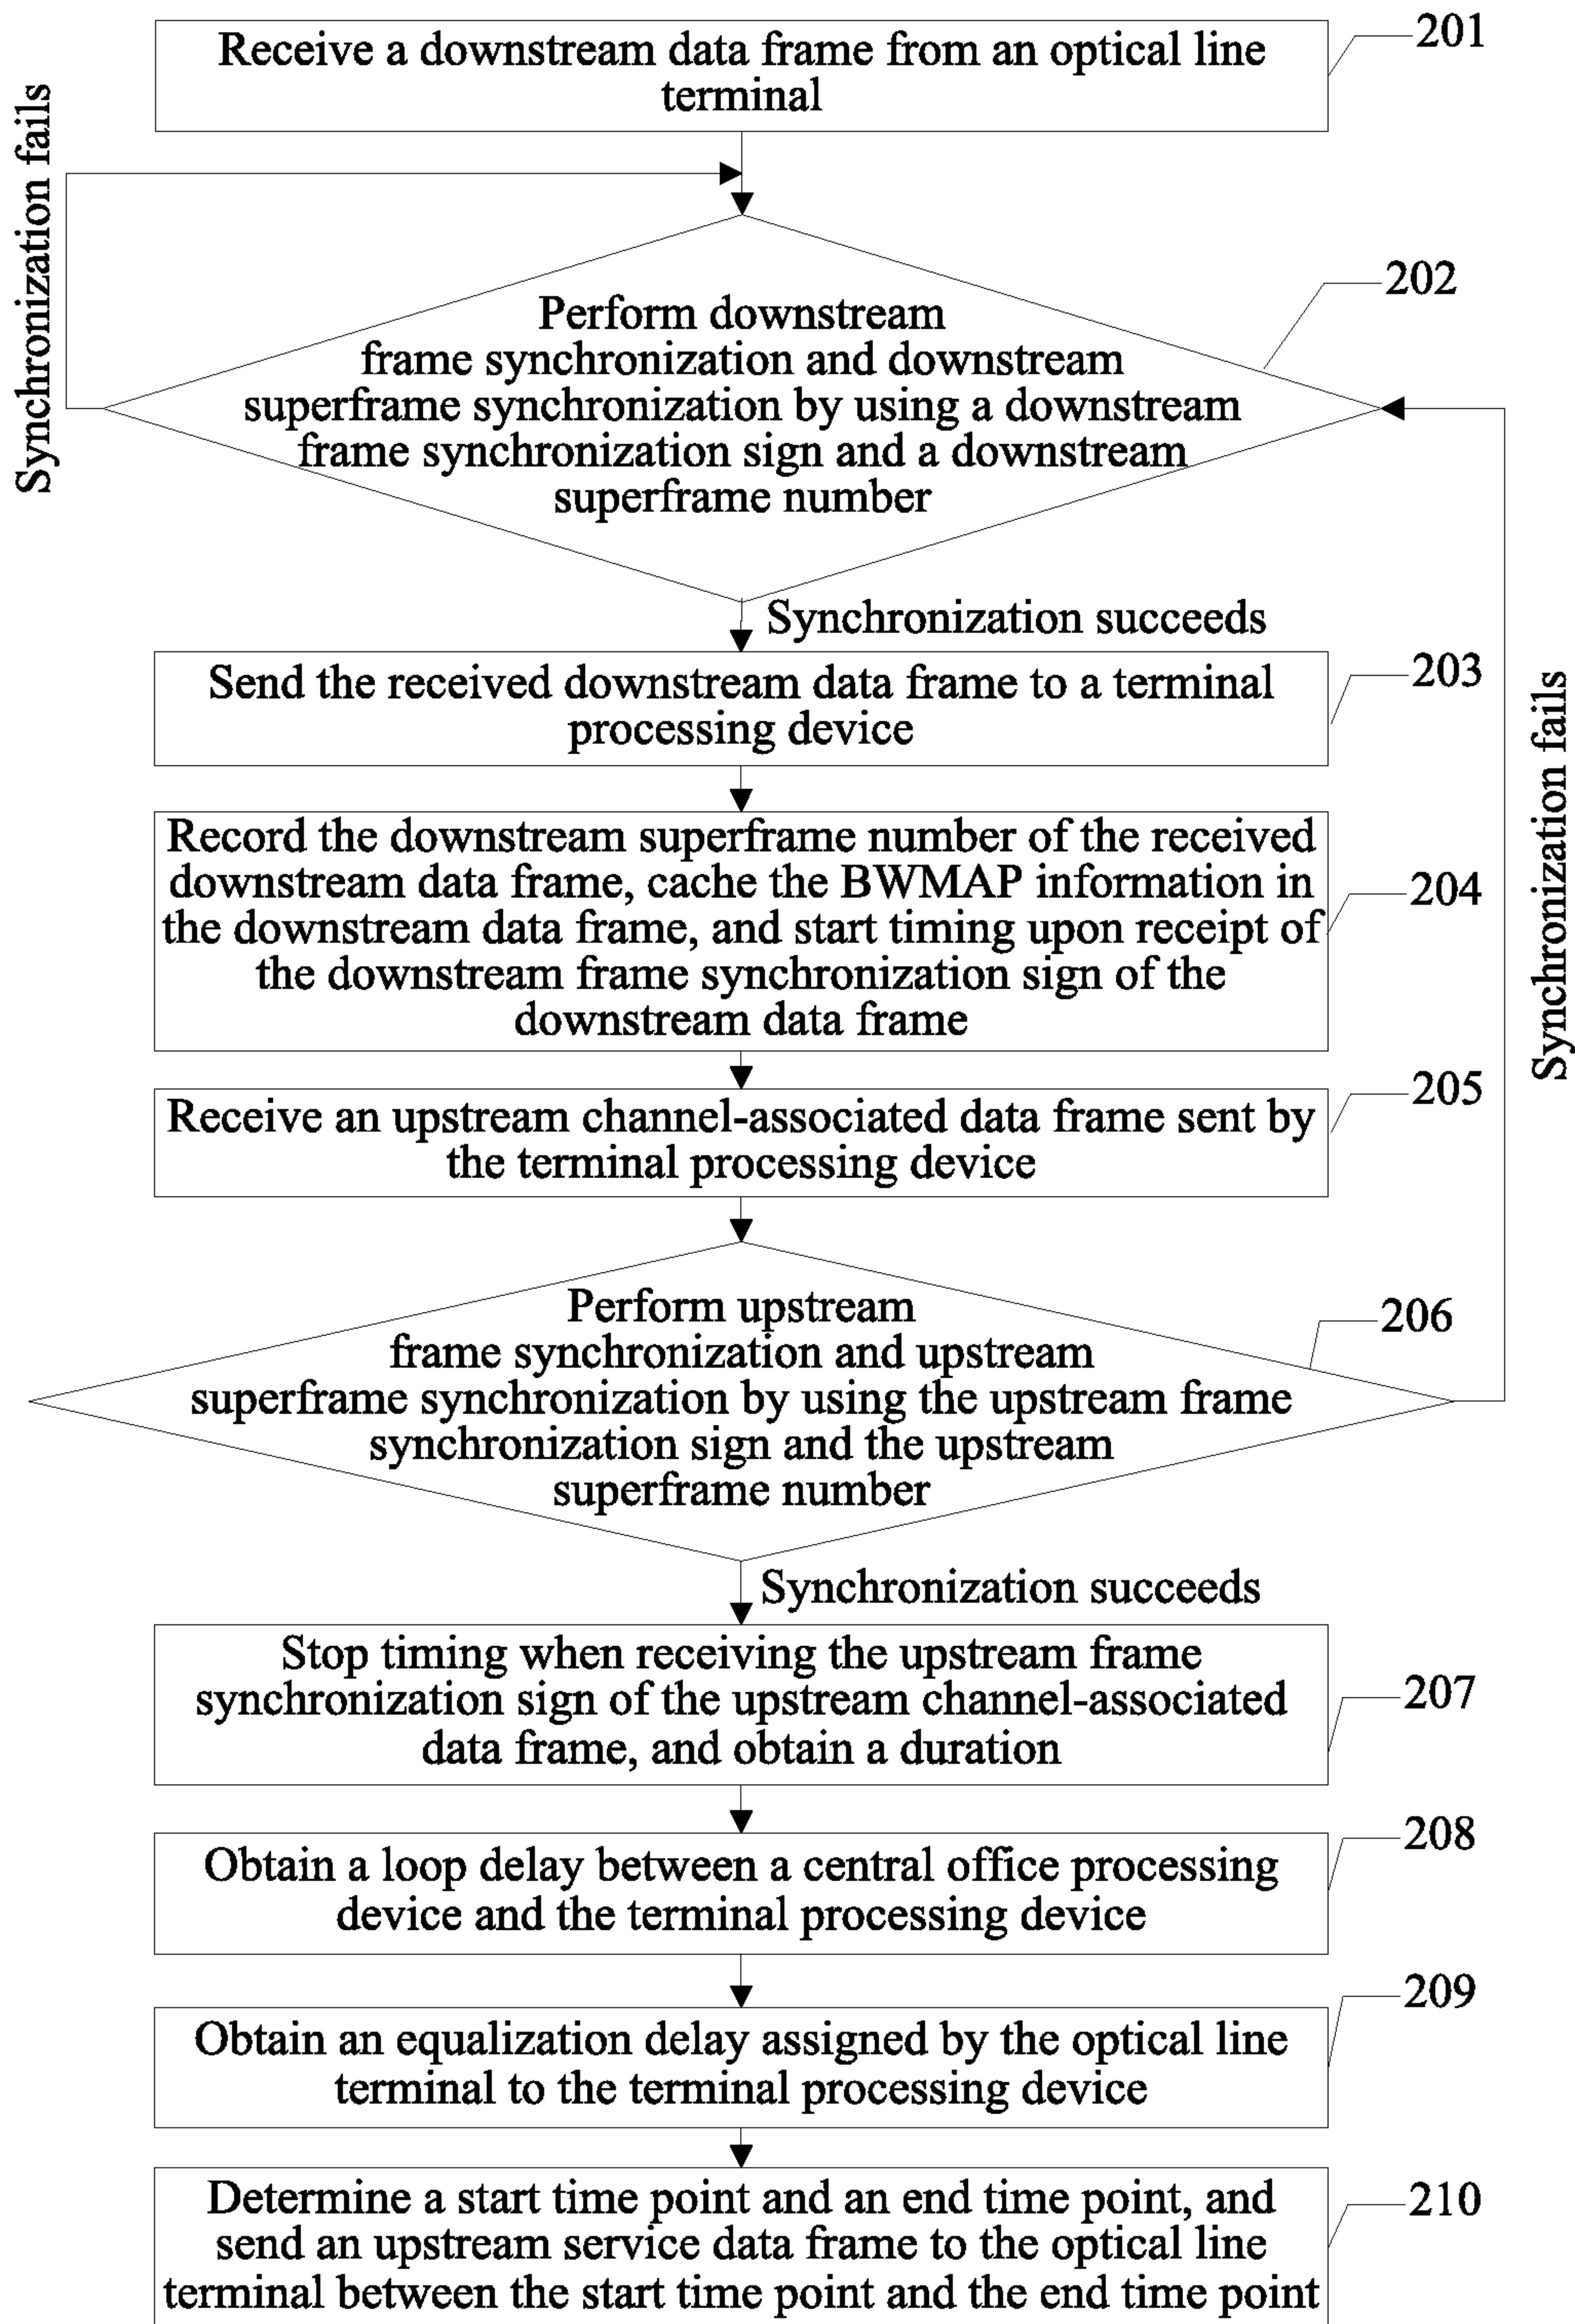 Receive a downstream data frame from an optical line
terminal
201
Synchronization fails
Perform downstream
frame synchronization and downstream
superframe synchronization by using a downstream
frame synchronization sign and a downstream
superframe number
202
Synchronization succeeds
Send the received downstream data frame to a terminal
processing device
203
Synchronization fails
Record the downstream superframe number of the received
downstream data frame, cache the BWMAP information in
the downstream data frame, and start timing upon receipt of
the downstream frame synchronization sign of the
downstream data frame
204
Receive an upstream channel-associated data frame sent by
the terminal processing device
205
Perform upstream
frame synchronization and upstream
superframe synchronization by using the upstream frame
synchronization sign and the upstream
superframe number
206
Synchronization succeeds
Stop timing when receiving the upstream frame
synchronization sign of the upstream channel-associated
data frame, and obtain a duration
207
Obtain a loop delay between a central office processing
device and the terminal processing device
208
Obtain an equalization delay assigned by the optical line
terminal to the terminal processing device
209
Determine a start time point and an end time point, and
send an upstream service data frame to the optical line
terminal between the start time point and the end time point
210